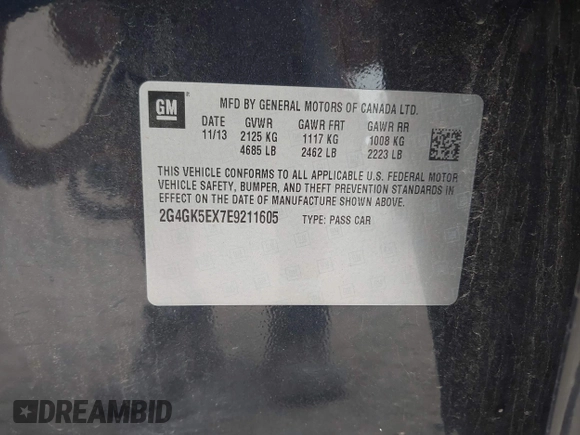 GM
MFD BY GENERAL MOTORS OF CANADA LTD.
DATE GVWR GAWR FRT GAWR RR
11/13 2125 KG 1117 KG 1008 KG
4685 LB 2462 LB 2223 LB
THIS VEHICLE CONFORMS TO ALL APPLICABLE U.S. FEDERAL MOTOR
VEHICLE SAFETY, BUMPER, AND THEFT PREVENTION STANDARDS IN
EFFECT ON THE DATE OF MANUFACTURE SHOWN ABOVE.
2G4GK5EX7E9211605 TYPE: PASS CAR
DREAMBID